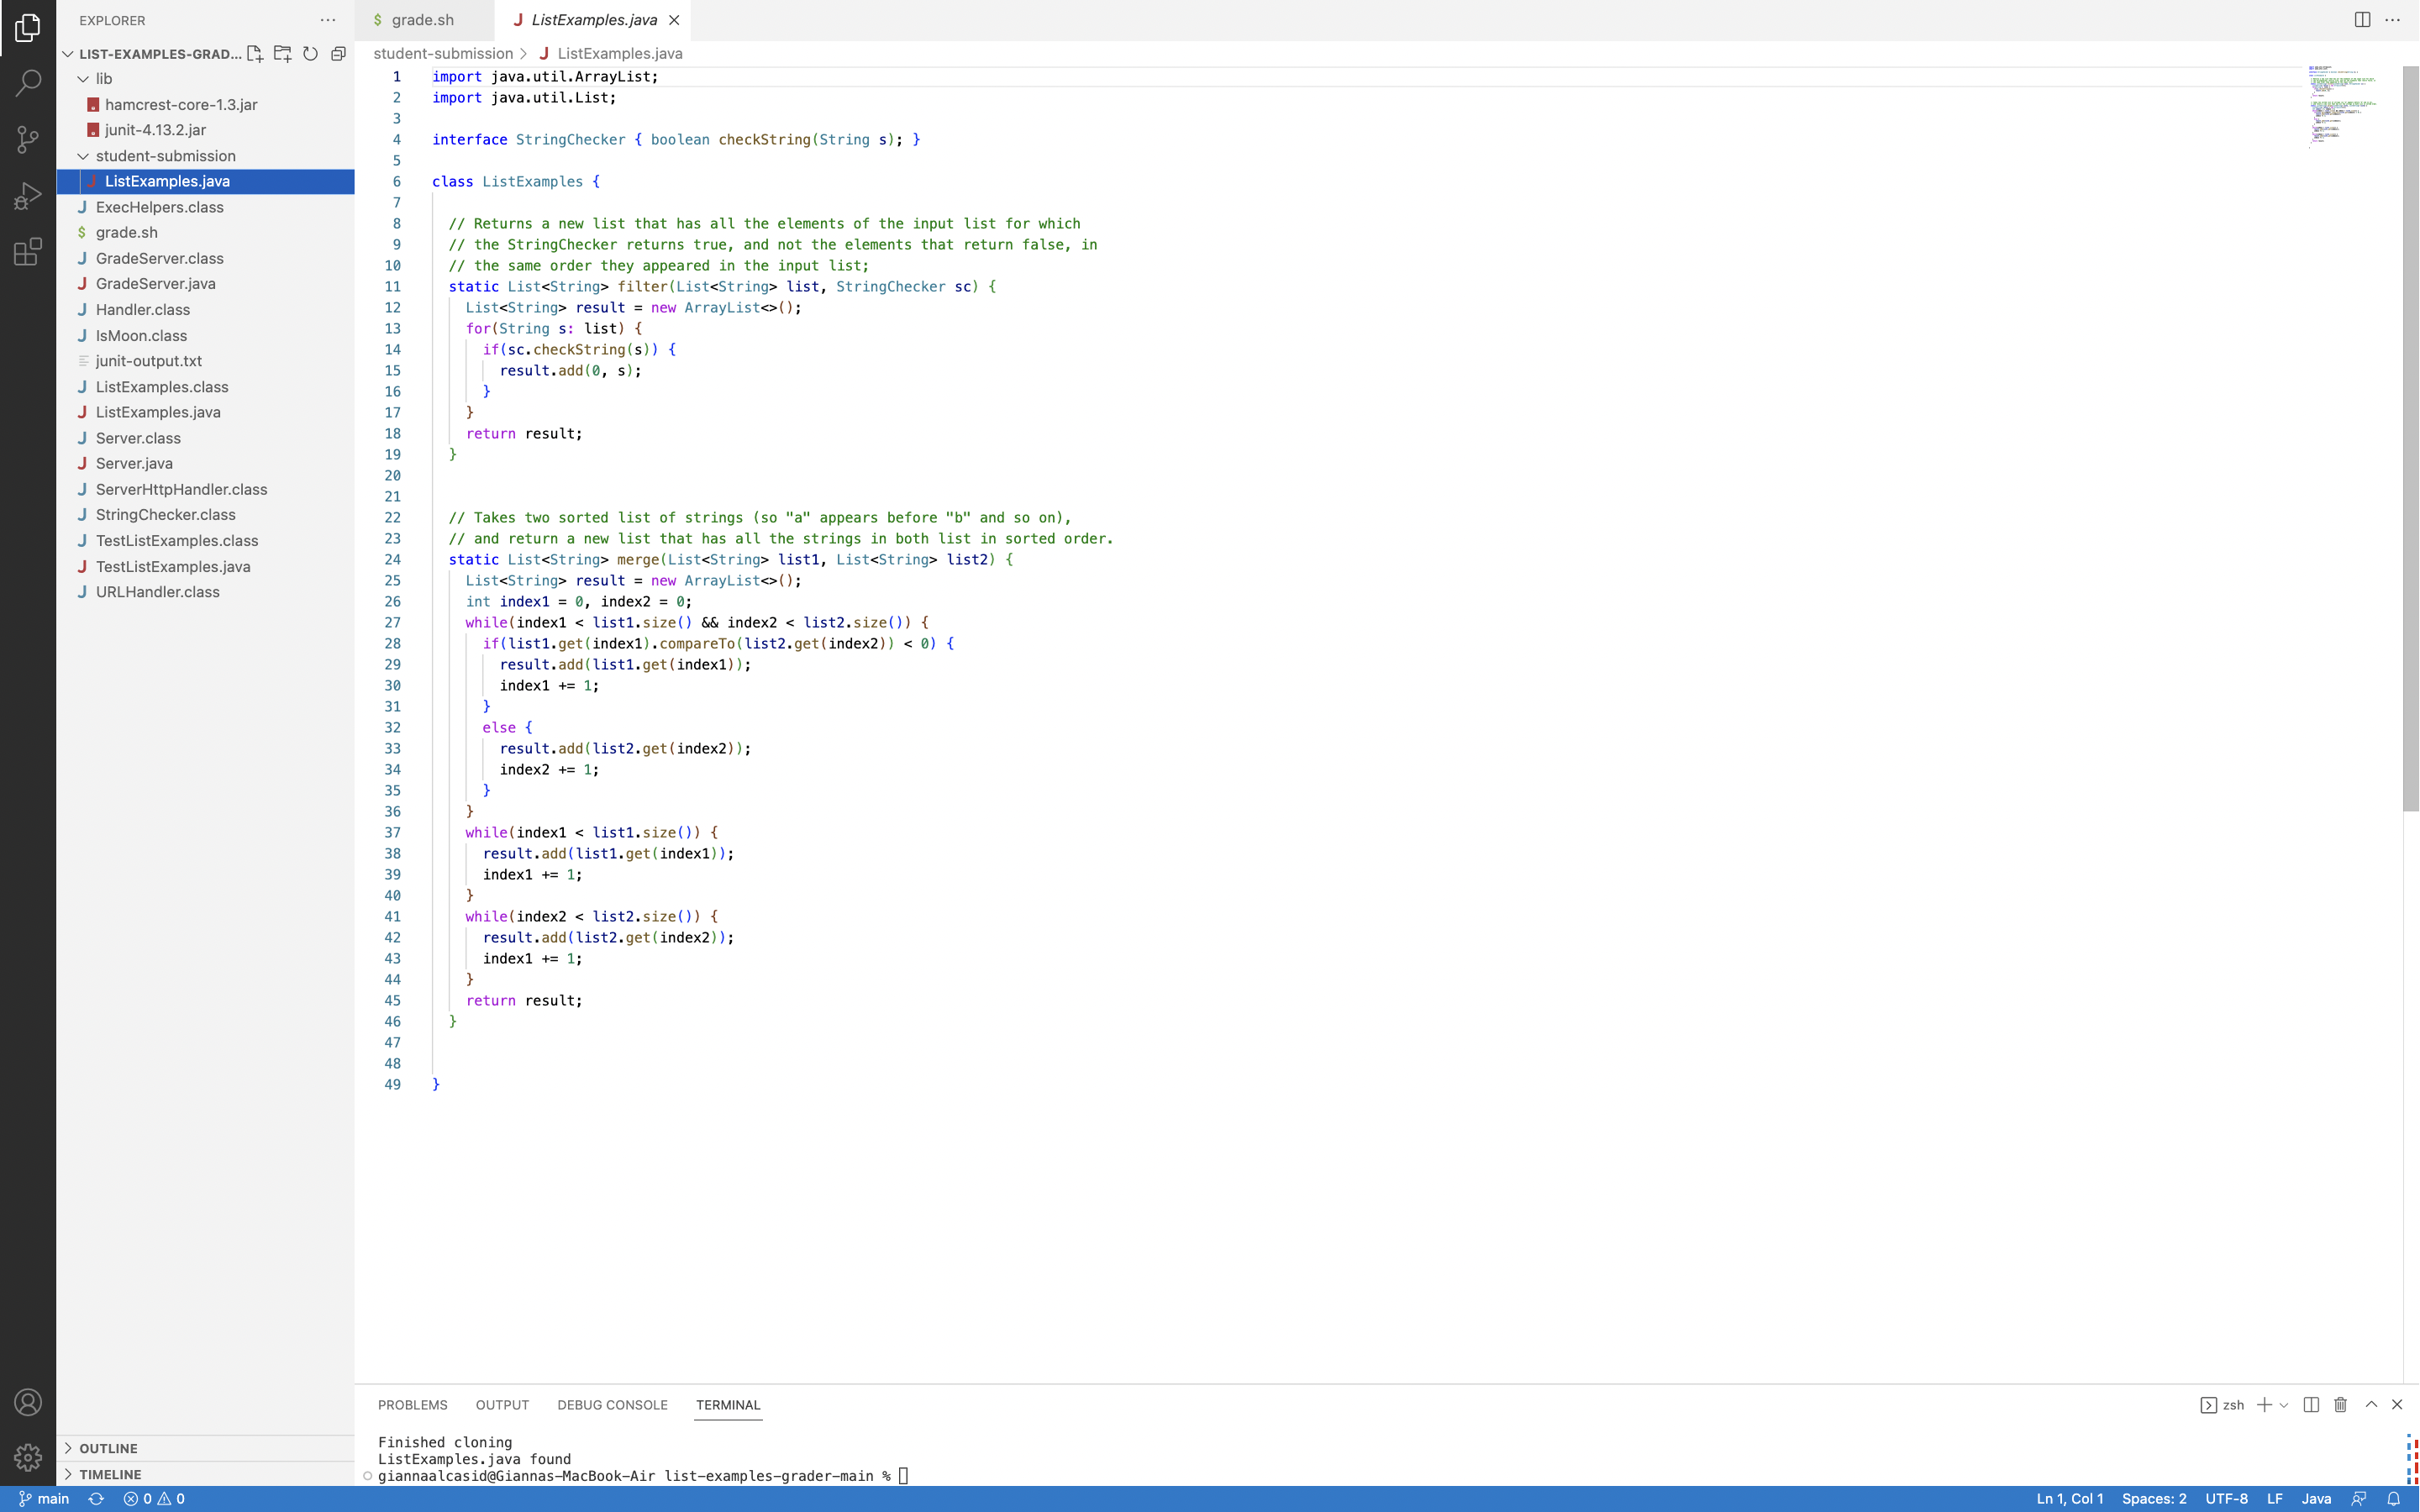 EXPLORER
LIST-EXAMPLES-GRAD...
lib
hamcrest-core-1.3.jar
junit-4.13.2.jar
student-submission
J ListExamples.java
J ExecHelpers.class
$ grade.sh
J GradeServer.class
J GradeServer.java
J Handler.class
J IsMoon.class
junit-output.txt
J ListExamples.class
J ListExamples.java
J Server.class
J Server.java
J ServerHttpHandler.class
J StringChecker.class
J TestListExamples.class
J TestListExamples.java
J URLHandler.class
OUTLINE
TIMELINE
$ grade.sh
J ListExamples.java
student-submission > J ListExamples.java
1 import java.util.ArrayList;
2 import java.util.List;
3
4 interface StringChecker { boolean checkString(String s); }
5
6 class ListExamples {
7
8 // Returns a new list that has all the elements of the input list for which
9 // the StringChecker returns true, and not the elements that return false, in
10 // the same order they appeared in the input list;
11 static List<String> filter(List<String> list, StringChecker sc) {
12 List<String> result = new ArrayList<>();
13 for(String s: list) {
14 if(sc.checkString(s)) {
15 result.add(0, s);
16 }
17 }
18 return result;
19 }
20
21
22 // Takes two sorted list of strings (so "a" appears before "b" and so on),
23 // and return a new list that has all the strings in both list in sorted order.
24 static List<String> merge(List<String> list1, List<String> list2) {
25 List<String> result = new ArrayList<>();
26 int index1 = 0, index2 = 0;
27 while(index1 < list1.size() && index2 < list2.size()) {
28 if(list1.get(index1).compareTo(list2.get(index2)) < 0) {
29 result.add(list1.get(index1));
30 index1 += 1;
31 }
32 else {
33 result.add(list2.get(index2));
34 index2 += 1;
35 }
36 }
37 while(index1 < list1.size()) {
38 result.add(list1.get(index1));
39 index1 += 1;
40 }
41 while(index2 < list2.size()) {
42 result.add(list2.get(index2));
43 index1 += 1;
44 }
45 return result;
46 }
47
48
49 }
PROBLEMS OUTPUT DEBUG CONSOLE TERMINAL
zsh
Finished cloning
ListExamples.java found
giannaalcasid@Giannas-MacBook-Air list-examples-grader-main %
main 0 0
Ln 1, Col 1 Spaces: 2 UTF-8 LF Java